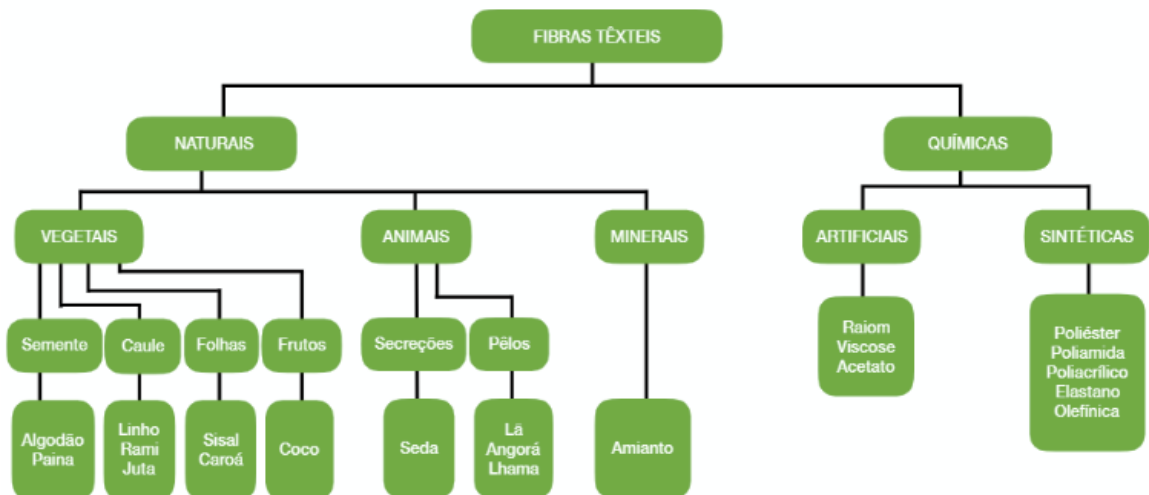 FIBRAS TÊXTEIS
NATURAIS
QUÍMICAS
VEGETAIS
ANIMAIS
MINERAIS
ARTIFICIAIS
SINTÉTICAS
Semente
Caule
Folhas
Frutos
Secreções
Pêlos
Raiom
Viscose
Acetato
Poliéster
Poliamida
Poliacrílico
Elastano
Olefínica
Algodão
Paina
Linho
Rami
Juta
Sisal
Caroá
Coco
Seda
Lã
Angorá
Lhama
Amianto